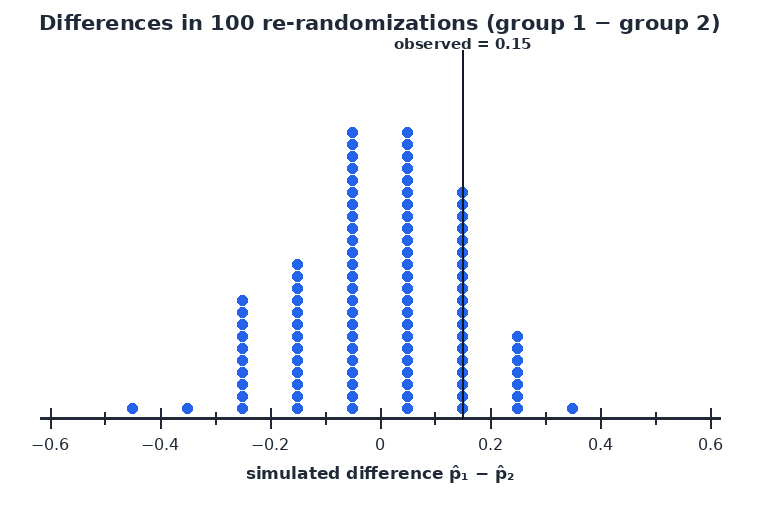 Differences in 100 re-randomizations (group 1 − group 2)
observed = 0.15
−0.6 −0.4 −0.2 0 0.2 0.4 0.6
simulated difference p̂₁ − p̂₂